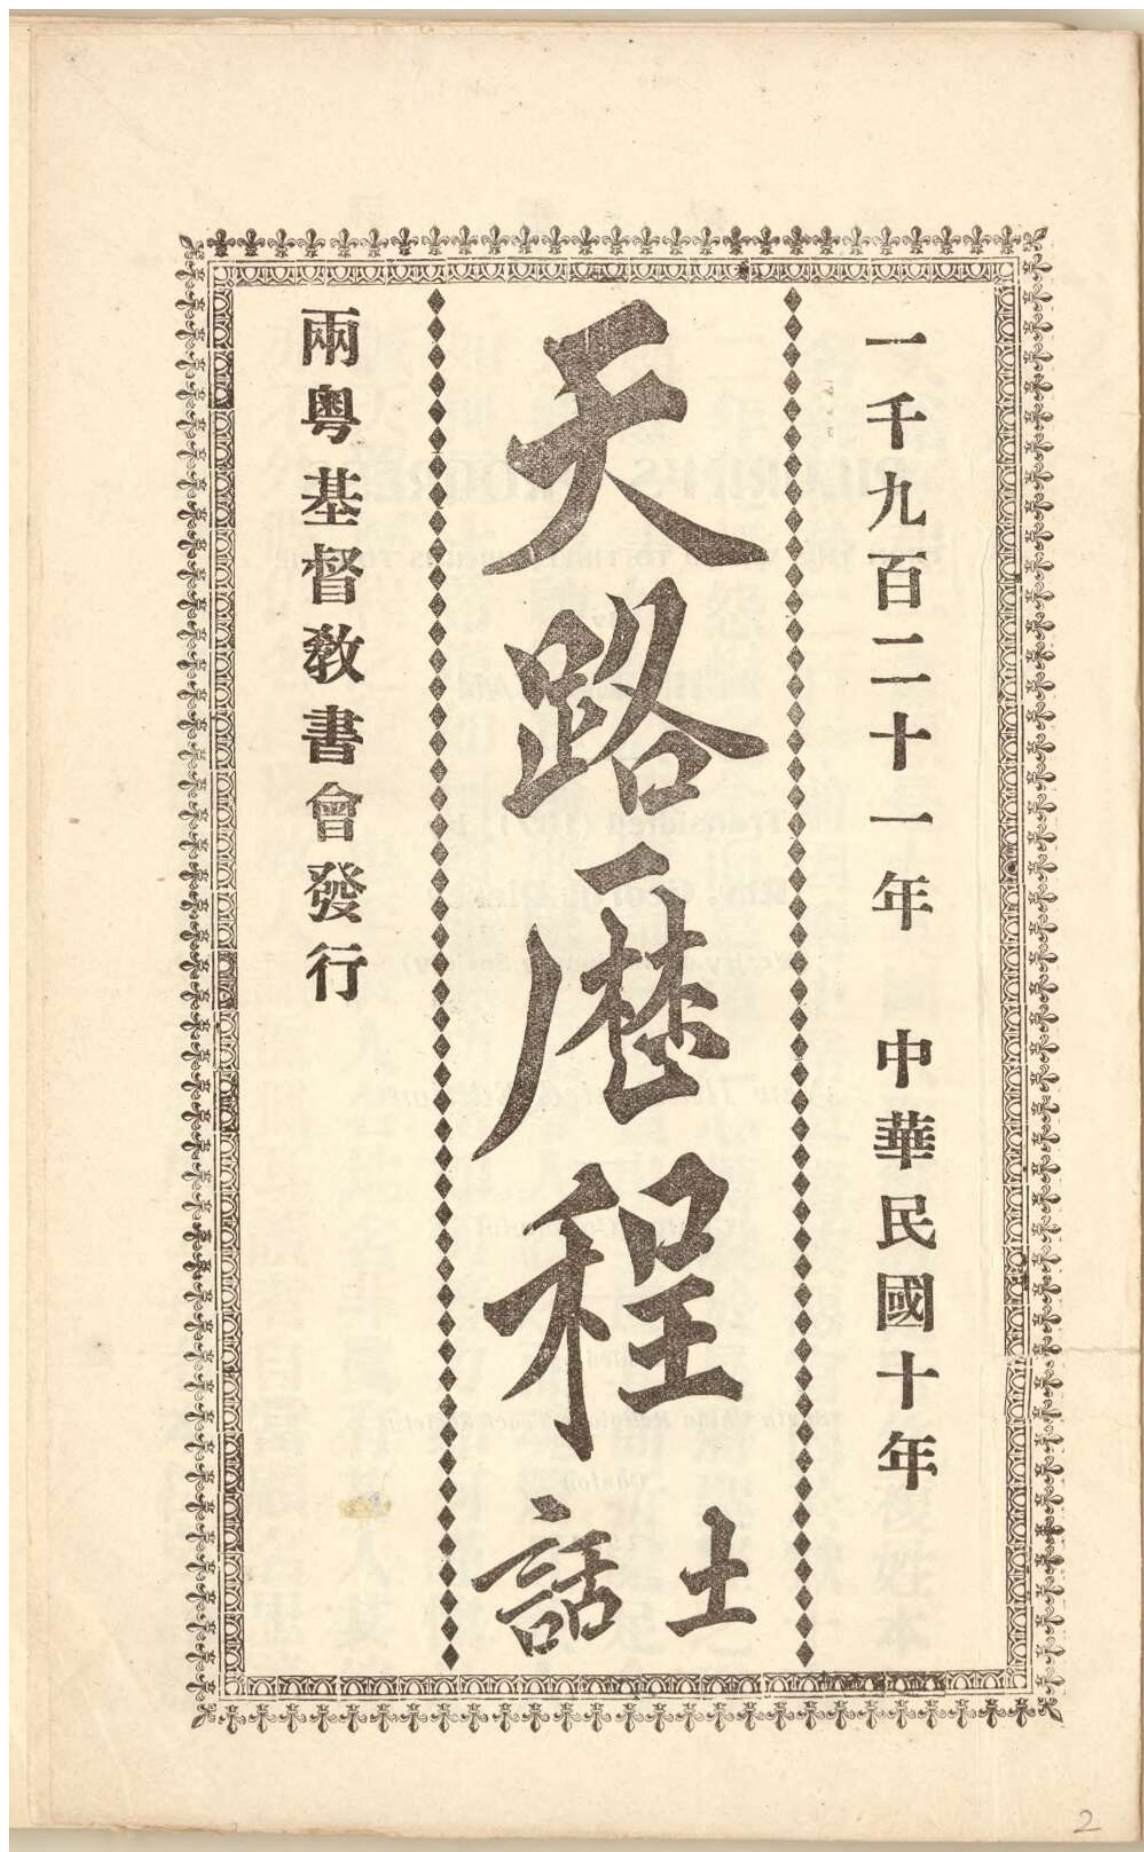 一千九百二十一年　中華民國十年
天路歷程土話
兩粤基督教書會發行
2